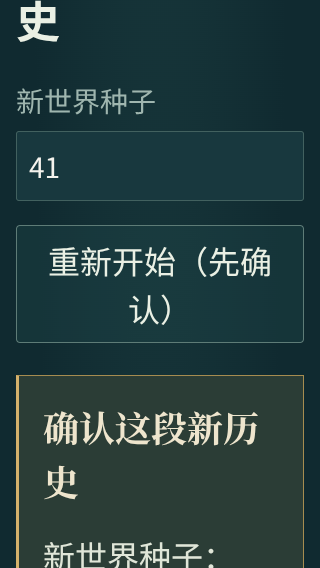 史
新世界种子
41
重新开始（先确
认）
确认这段新历
史
新世界种子：